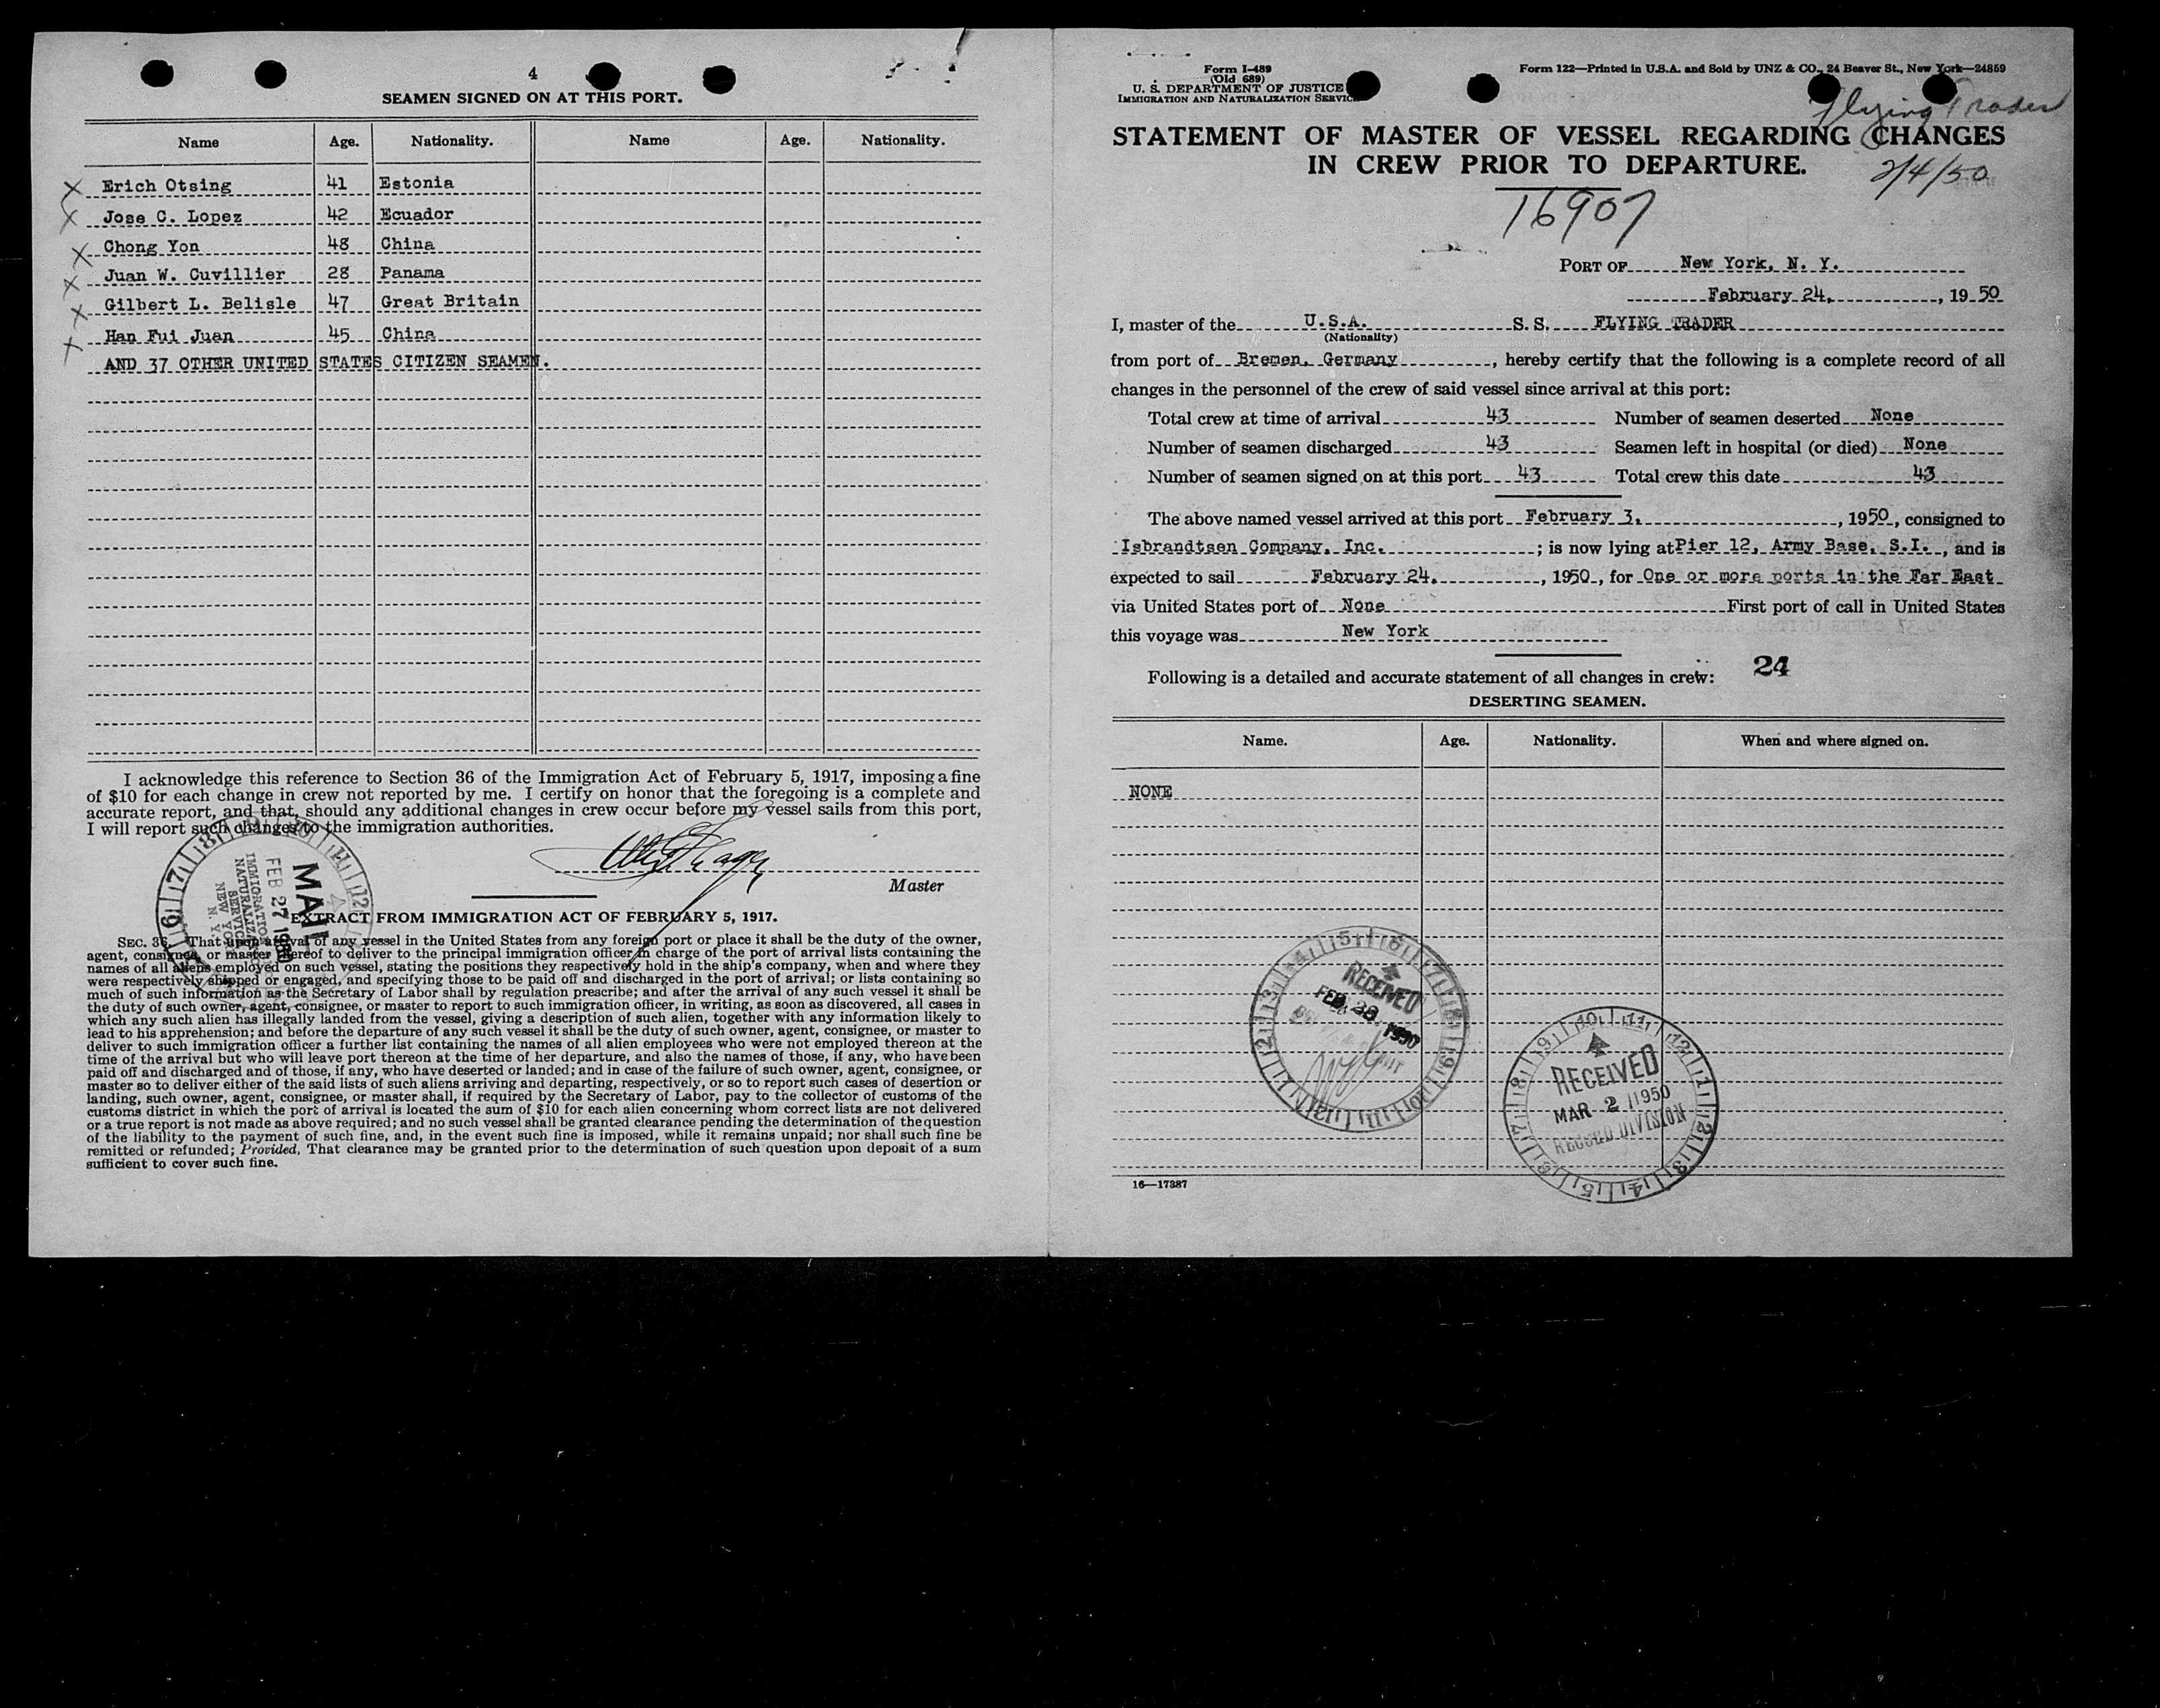 4
SEAMEN SIGNED ON AT THIS PORT.
Name Age. Nationality. Name Age. Nationality.
Erich Otsing 41 Estonia
Jose C. Lopez 42 Ecuador
Chong Yon 48 China
Juan W. Cuvillier 28 Panama
Gilbert L. Belisle 47 Great Britain
Han Fui Juan 45 China
AND 37 OTHER UNITED STATES CITIZEN SEAMEN.
I acknowledge this reference to Section 36 of the Immigration Act of February 5, 1917, imposing a fine
of $10 for each change in crew not reported by me. I certify on honor that the foregoing is a complete and
accurate report, and that, should any additional changes in crew occur before my vessel sails from this port,
I will report such changes to the immigration authorities.
Master
MAIL
FEB 27 1950
IMMIGRATION
NATURALIZATION
SERVICE
NEW YORK
N. Y.
EXTRACT FROM IMMIGRATION ACT OF FEBRUARY 5, 1917.
SEC. 36. That upon arrival of any vessel in the United States from any foreign port or place it shall be the duty of the owner,
agent, consignee, or master thereof to deliver to the principal immigration officer in charge of the port of arrival lists containing the
names of all aliens employed on such vessel, stating the positions they respectively hold in the ship's company, when and where they
were respectively shipped or engaged, and specifying those to be paid off and discharged in the port of arrival; or lists containing so
much of such information as the Secretary of Labor shall by regulation prescribe; and after the arrival of any such vessel it shall be
the duty of such owner, agent, consignee, or master to report to such immigration officer, in writing, as soon as discovered, all cases in
which any such alien has illegally landed from the vessel, giving a description of such alien, together with any information likely to
lead to his apprehension; and before the departure of any such vessel it shall be the duty of such owner, agent, consignee, or master to
deliver to such immigration officer a further list containing the names of all alien employees who were not employed thereon at the
time of the arrival but who will leave port thereon at the time of her departure, and also the names of those, if any, who have been
paid off and discharged and of those, if any, who have deserted or landed; and in case of the failure of such owner, agent, consignee, or
master so to deliver either of the said lists of such aliens arriving and departing, respectively, or so to report such cases of desertion or
landing, such owner, agent, consignee, or master shall, if required by the Secretary of Labor, pay to the collector of customs of the
customs district in which the port of arrival is located the sum of $10 for each alien concerning whom correct lists are not delivered
or a true report is not made as above required; and no such vessel shall be granted clearance pending the determination of the question
of the liability to the payment of such fine, and, in the event such fine is imposed, while it remains unpaid; nor shall such fine be
remitted or refunded; Provided, That clearance may be granted prior to the determination of such question upon deposit of a sum
sufficient to cover such fine.
Form I-489
(Old 689)
U. S. DEPARTMENT OF JUSTICE
IMMIGRATION AND NATURALIZATION SERVICE
Form 122—Printed in U.S.A. and Sold by UNZ & CO., 24 Beaver St., New York—24859
Flying Trader
STATEMENT OF MASTER OF VESSEL REGARDING CHANGES
IN CREW PRIOR TO DEPARTURE.
2/4/50
16907
PORT OF New York, N. Y.
February 24, , 19 50
I, master of the U.S.A. S. S. FLYING TRADER
(Nationality)
from port of Bremen, Germany , hereby certify that the following is a complete record of all
changes in the personnel of the crew of said vessel since arrival at this port:
Total crew at time of arrival 43 Number of seamen deserted None
Number of seamen discharged 43 Seamen left in hospital (or died) None
Number of seamen signed on at this port 43 Total crew this date 43
The above named vessel arrived at this port February 3, , 1950, consigned to
Isbrandtsen Company, Inc. ; is now lying at Pier 12, Army Base, S.I. , and is
expected to sail February 24, , 1950, for One or more ports in the Far East
via United States port of None First port of call in United States
this voyage was New York
24
Following is a detailed and accurate statement of all changes in crew:
DESERTING SEAMEN.
Name. Age. Nationality. When and where signed on.
NONE
RECEIVED
FEB 28 1950
RECEIVED
MAR 2 1950
RECORD DIVISION
16—17387